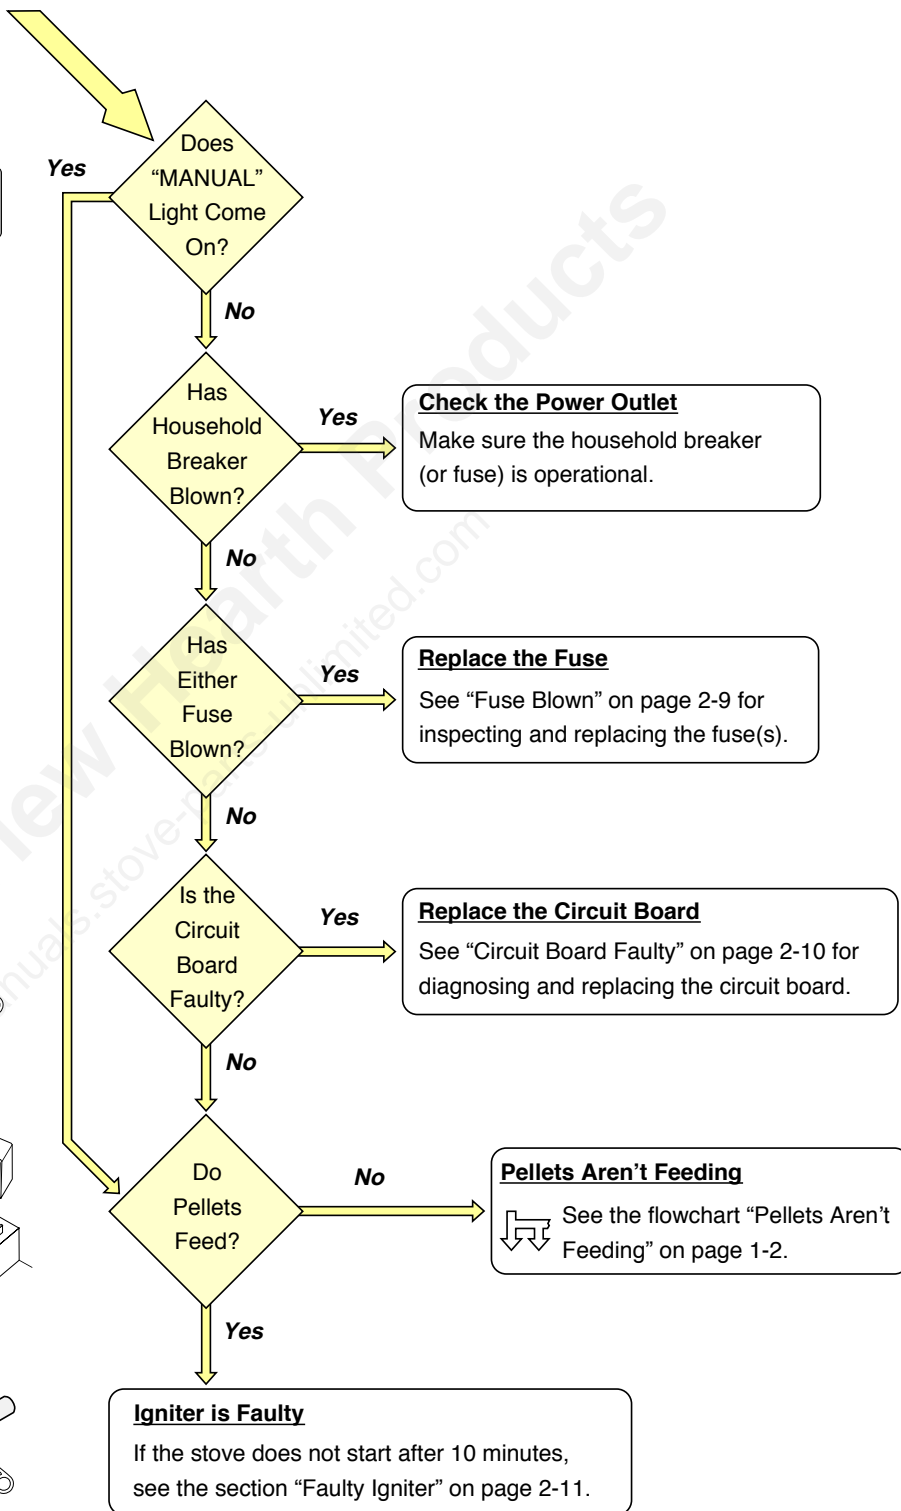 Does
“MANUAL”
Light Come
On?
Yes
No
Has
Household
Breaker
Blown?
Yes
Check the Power Outlet
Make sure the household breaker
(or fuse) is operational.
No
Has
Either
Fuse
Blown?
Yes
Replace the Fuse
See “Fuse Blown” on page 2-9 for
inspecting and replacing the fuse(s).
No
Is the
Circuit
Board
Faulty?
Yes
Replace the Circuit Board
See “Circuit Board Faulty” on page 2-10 for
diagnosing and replacing the circuit board.
No
Do
Pellets
Feed?
No
Pellets Aren’t Feeding
See the flowchart “Pellets Aren’t
Feeding” on page 1-2.
Yes
Igniter is Faulty
If the stove does not start after 10 minutes,
see the section “Faulty Igniter” on page 2-11.
Hearth Products